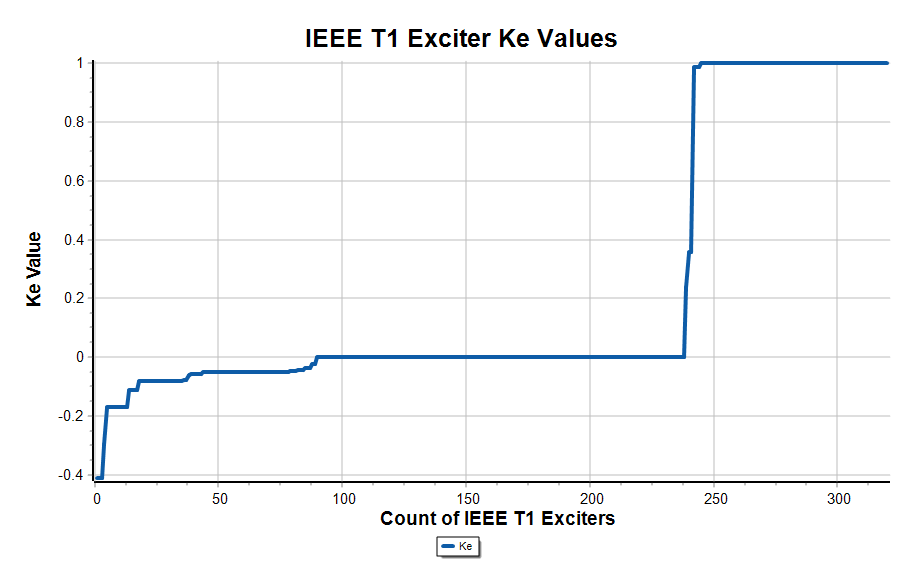 IEEE T1 Exciter Ke Values
1
0.8
0.6
0.4
0.2
0
-0.2
-0.4
Ke Value
0 50 100 150 200 250 300
Count of IEEE T1 Exciters
Ke